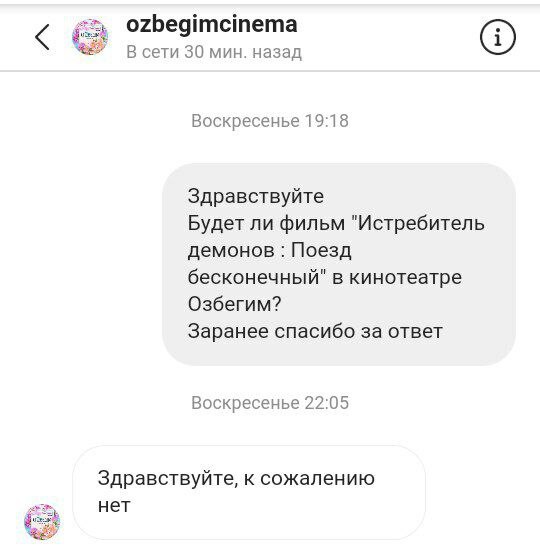 ozbegimcinema
В сети 30 мин. назад
Воскресенье 19:18
Здравствуйте
Будет ли фильм "Истребитель
демонов : Поезд
бесконечный" в кинотеатре
Озбегим?
Заранее спасибо за ответ
Воскресенье 22:05
Здравствуйте, к сожалению
нет